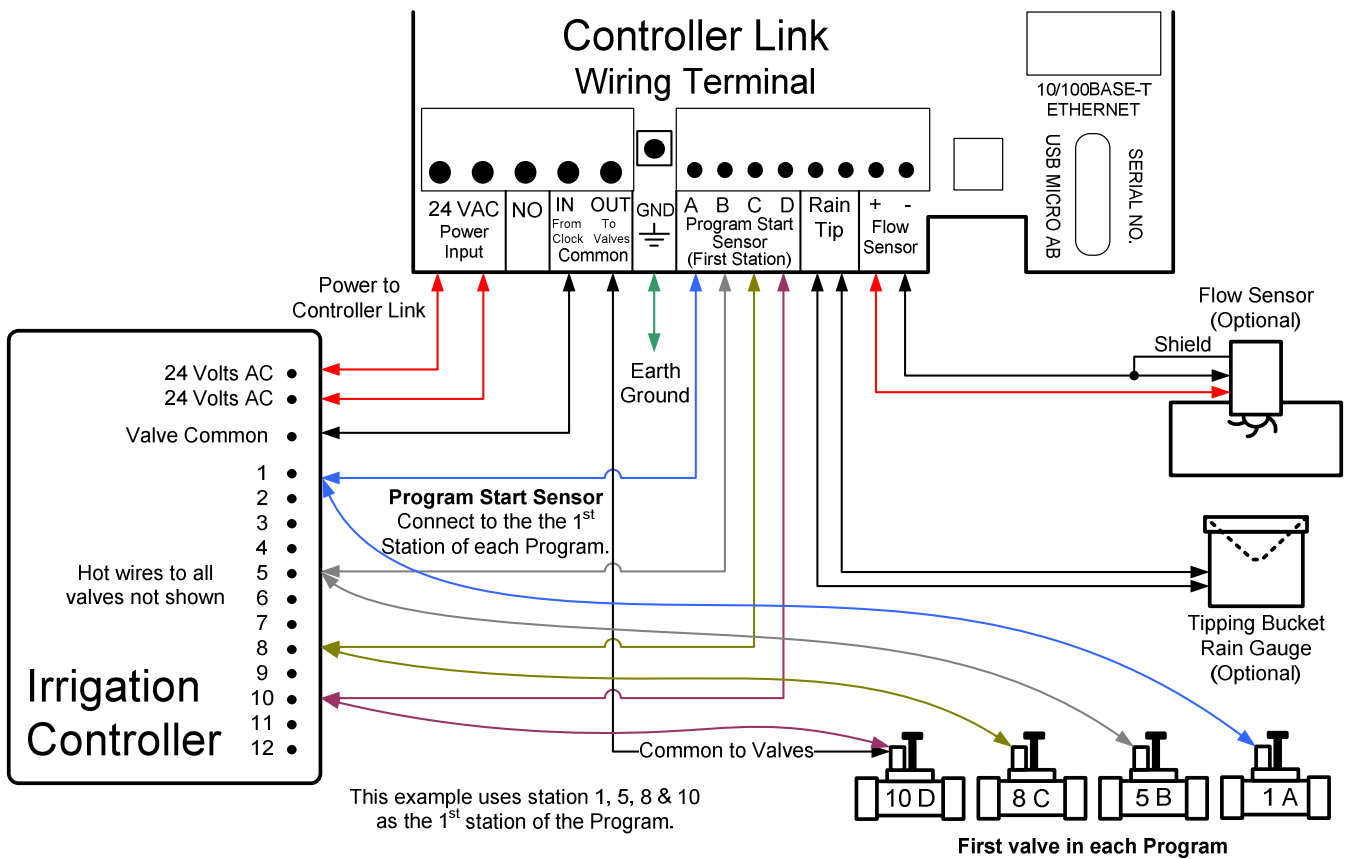 Controller Link
Wiring Terminal
10/100BASE-T
ETHERNET
USB MICRO AB
SERIAL NO.
24 VAC
Power
Input
NO
IN
From
Clock
OUT
To
Valves
Common
GND
A B C D
Program Start
Sensor
(First Station)
Rain
Tip
+ -
Flow
Sensor
Power to
Controller Link
Earth
Ground
Flow Sensor
(Optional)
Shield
24 Volts AC
24 Volts AC
Valve Common
1
2
3
4
5
6
7
8
9
10
11
12
Hot wires to all
valves not shown
Irrigation
Controller
Program Start Sensor
Connect to the the 1st
Station of each Program.
Tipping Bucket
Rain Gauge
(Optional)
Common to Valves
10 D
8 C
5 B
1 A
This example uses station 1, 5, 8 & 10
as the 1st station of the Program.
First valve in each Program